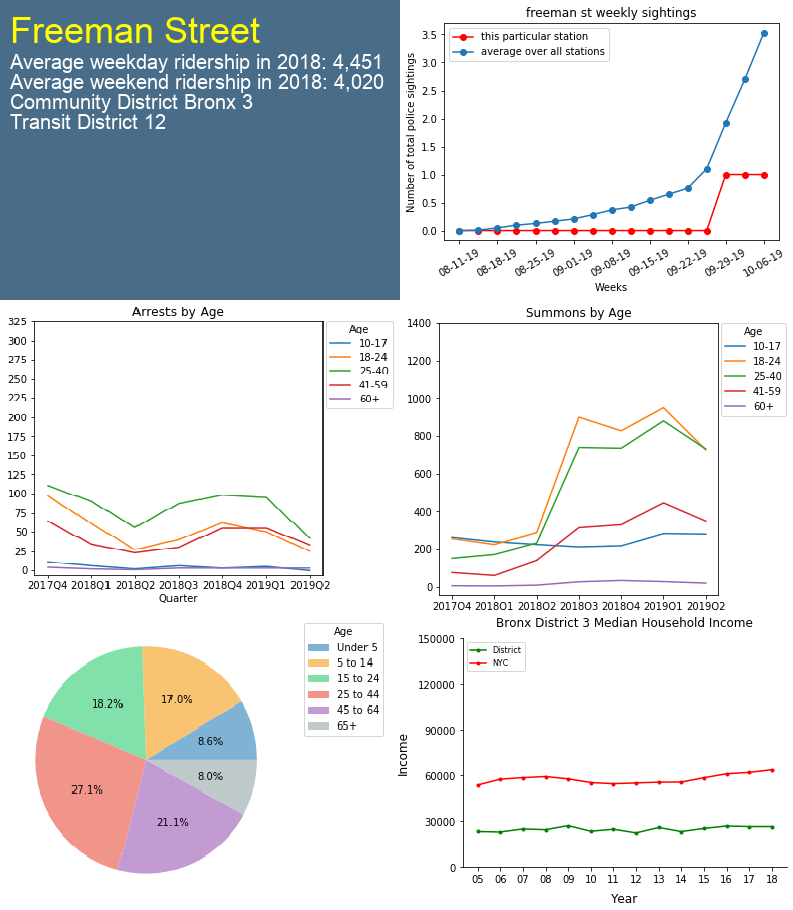 Freeman Street
Average weekday ridership in 2018: 4,451
Average weekend ridership in 2018: 4,020
Community District Bronx 3
Transit District 12
freeman st weekly sightings
this particular station
average over all stations
Number of total police sightings
3.5
3.0
2.5
2.0
1.5
1.0
0.5
0.0
08-11-19 08-18-19 08-25-19 09-01-19 09-08-19 09-15-19 09-22-19 09-29-19 10-06-19
Weeks
Arrests by Age
325
300
275
250
225
200
175
150
125
100
75
50
25
0
2017Q4 2018Q1 2018Q2 2018Q3 2018Q4 2019Q1 2019Q2
Quarter
Age
10-17
18-24
25-40
41-59
60+
Summons by Age
1400
1200
1000
800
600
400
200
0
2017Q4 2018Q1 2018Q2 2018Q3 2018Q4 2019Q1 2019Q2
Age
10-17
18-24
25-40
41-59
60+
Age
Under 5
5 to 14
15 to 24
25 to 44
45 to 64
65+
17.0%
18.2%
8.6%
8.0%
27.1%
21.1%
Bronx District 3 Median Household Income
District
NYC
Income
150000
120000
90000
60000
30000
0
05 06 07 08 09 10 11 12 13 14 15 16 17 18
Year